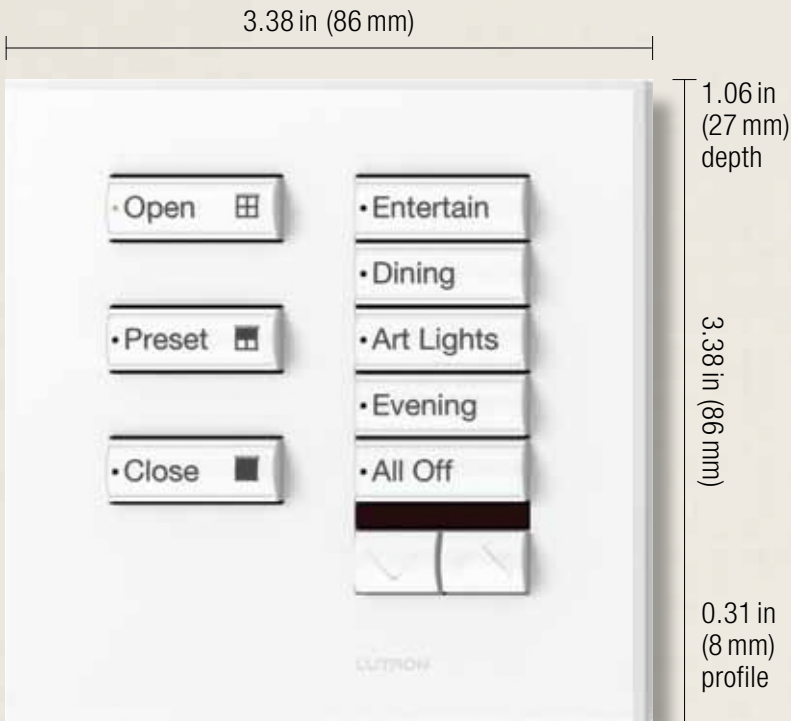 3.38 in (86 mm)
1.06 in
(27 mm)
depth
Open
Preset
Close
Entertain
Dining
Art Lights
Evening
All Off
LUTRON
3.38 in (86 mm)
0.31 in
(8 mm)
profile